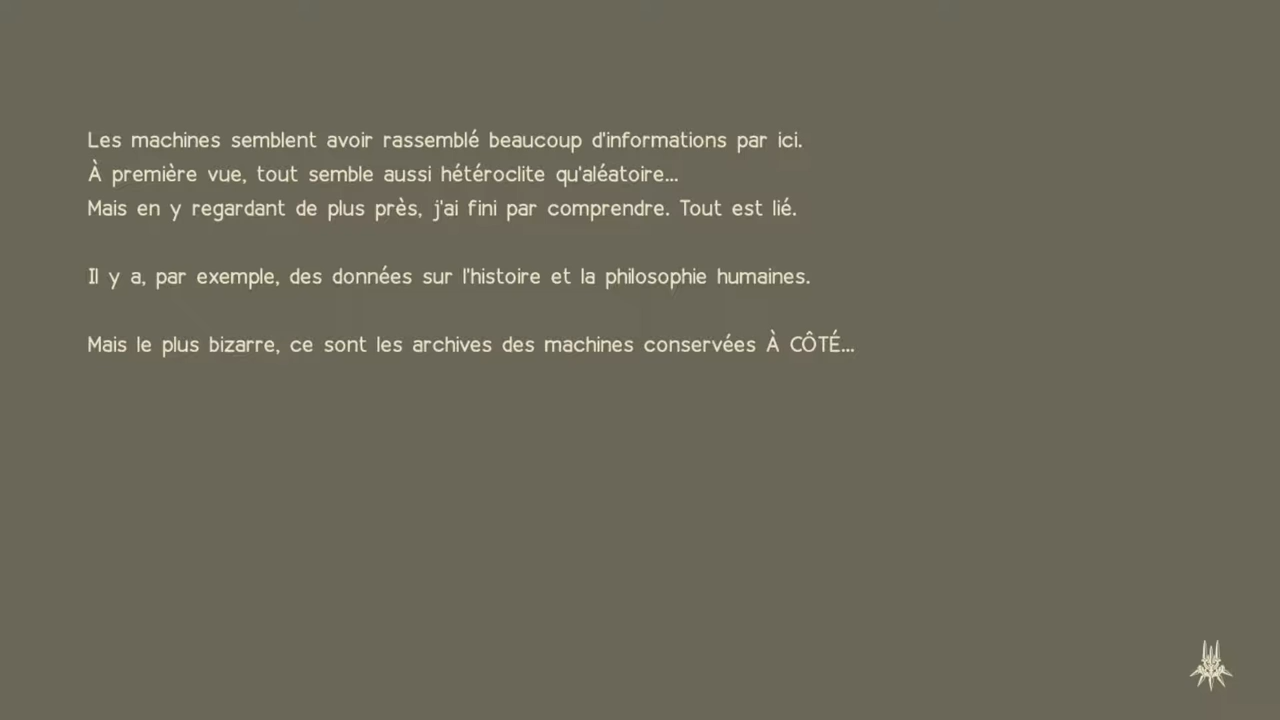 Les machines semblent avoir rassemblé beaucoup d'informations par ici.
À première vue, tout semble aussi hétéroclite qu'aléatoire...
Mais en y regardant de plus près, j'ai fini par comprendre. Tout est lié.
Il y a, par exemple, des données sur l'histoire et la philosophie humaines.
Mais le plus bizarre, ce sont les archives des machines conservées À CÔTÉ...